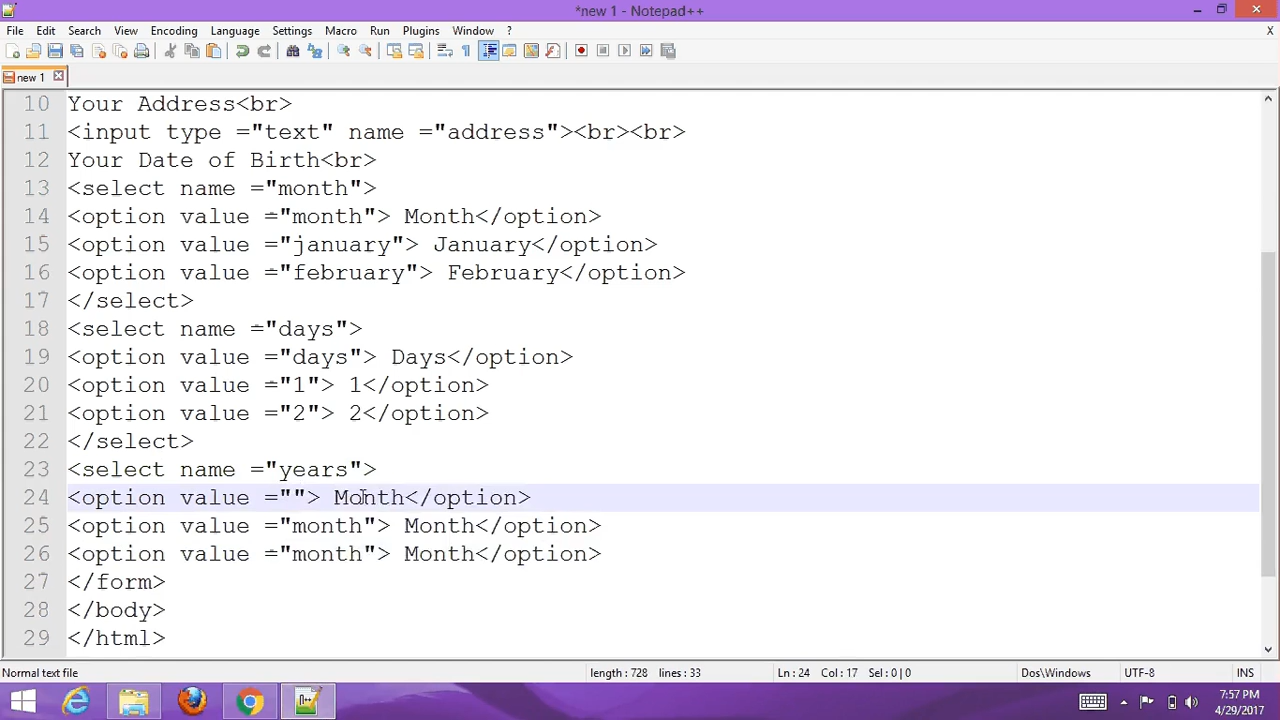 *new 1 - Notepad++
File Edit Search View Encoding Language Settings Macro Run Plugins Window ? X
new 1
10 Your Address<br>
11 <input type ="text" name ="address"><br><br>
12 Your Date of Birth<br>
13 <select name ="month">
14 <option value ="month"> Month</option>
15 <option value ="january"> January</option>
16 <option value ="february"> February</option>
17 </select>
18 <select name ="days">
19 <option value ="days"> Days</option>
20 <option value ="1"> 1</option>
21 <option value ="2"> 2</option>
22 </select>
23 <select name ="years">
24 <option value =""> Month</option>
25 <option value ="month"> Month</option>
26 <option value ="month"> Month</option>
27 </form>
28 </body>
29 </html>
Normal text file length : 728 lines : 33 Ln : 24 Col : 17 Sel : 0 | 0 Dos\Windows UTF-8 INS
7:57 PM
4/29/2017